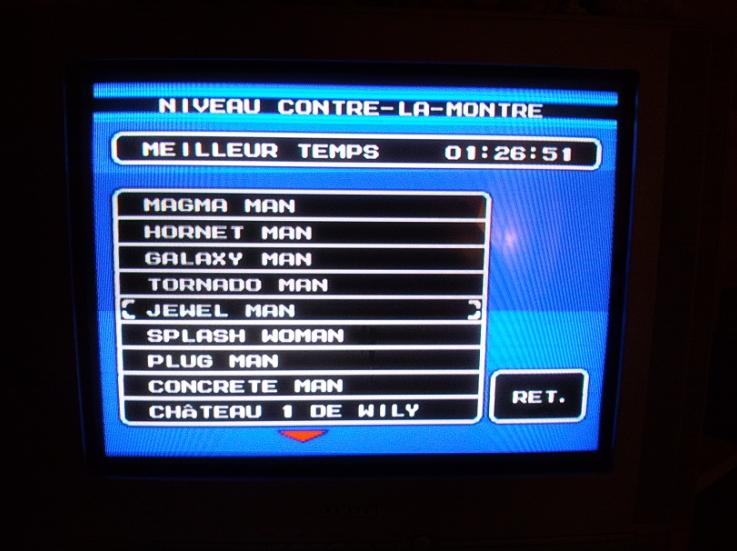 NIVEAU CONTRE-LA-MONTRE
MEILLEUR TEMPS 01:26:51
MAGMA MAN
HORNET MAN
GALAXY MAN
TORNADO MAN
JEWEL MAN
SPLASH WOMAN
PLUG MAN
CONCRETE MAN
CHâTEAU 1 DE WILY
RET.